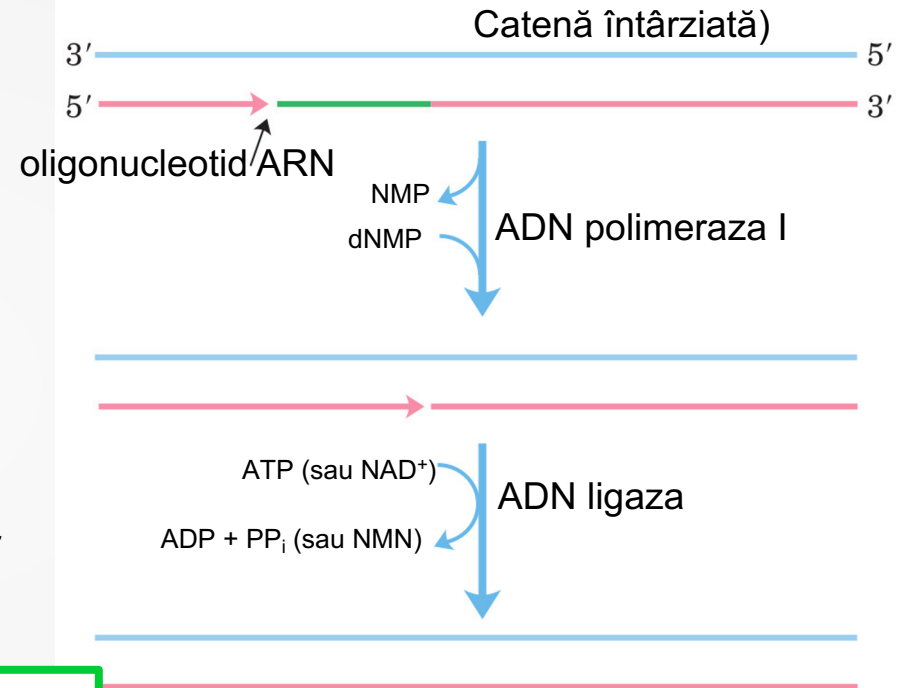 Catenă întârziată)
3′ 5′
5′ 3′
oligonucleotid ARN
NMP
dNMP
ADN polimeraza I
ATP (sau NAD⁺)
ADN ligaza
ADP + PPᵢ (sau NMN)